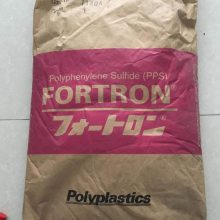 Polyphenylene Sulfide (PPS)
FORTRON®
フォートロン®
Polyplastics